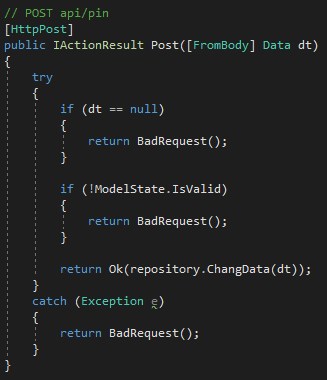 // POST api/pin
[HttpPost]
public IActionResult Post([FromBody] Data dt)
{
    try
    {
        if (dt == null)
        {
            return BadRequest();
        }

        if (!ModelState.IsValid)
        {
            return BadRequest();
        }

        return Ok(repository.ChangData(dt));
    }
    catch (Exception e)
    {
        return BadRequest();
    }
}